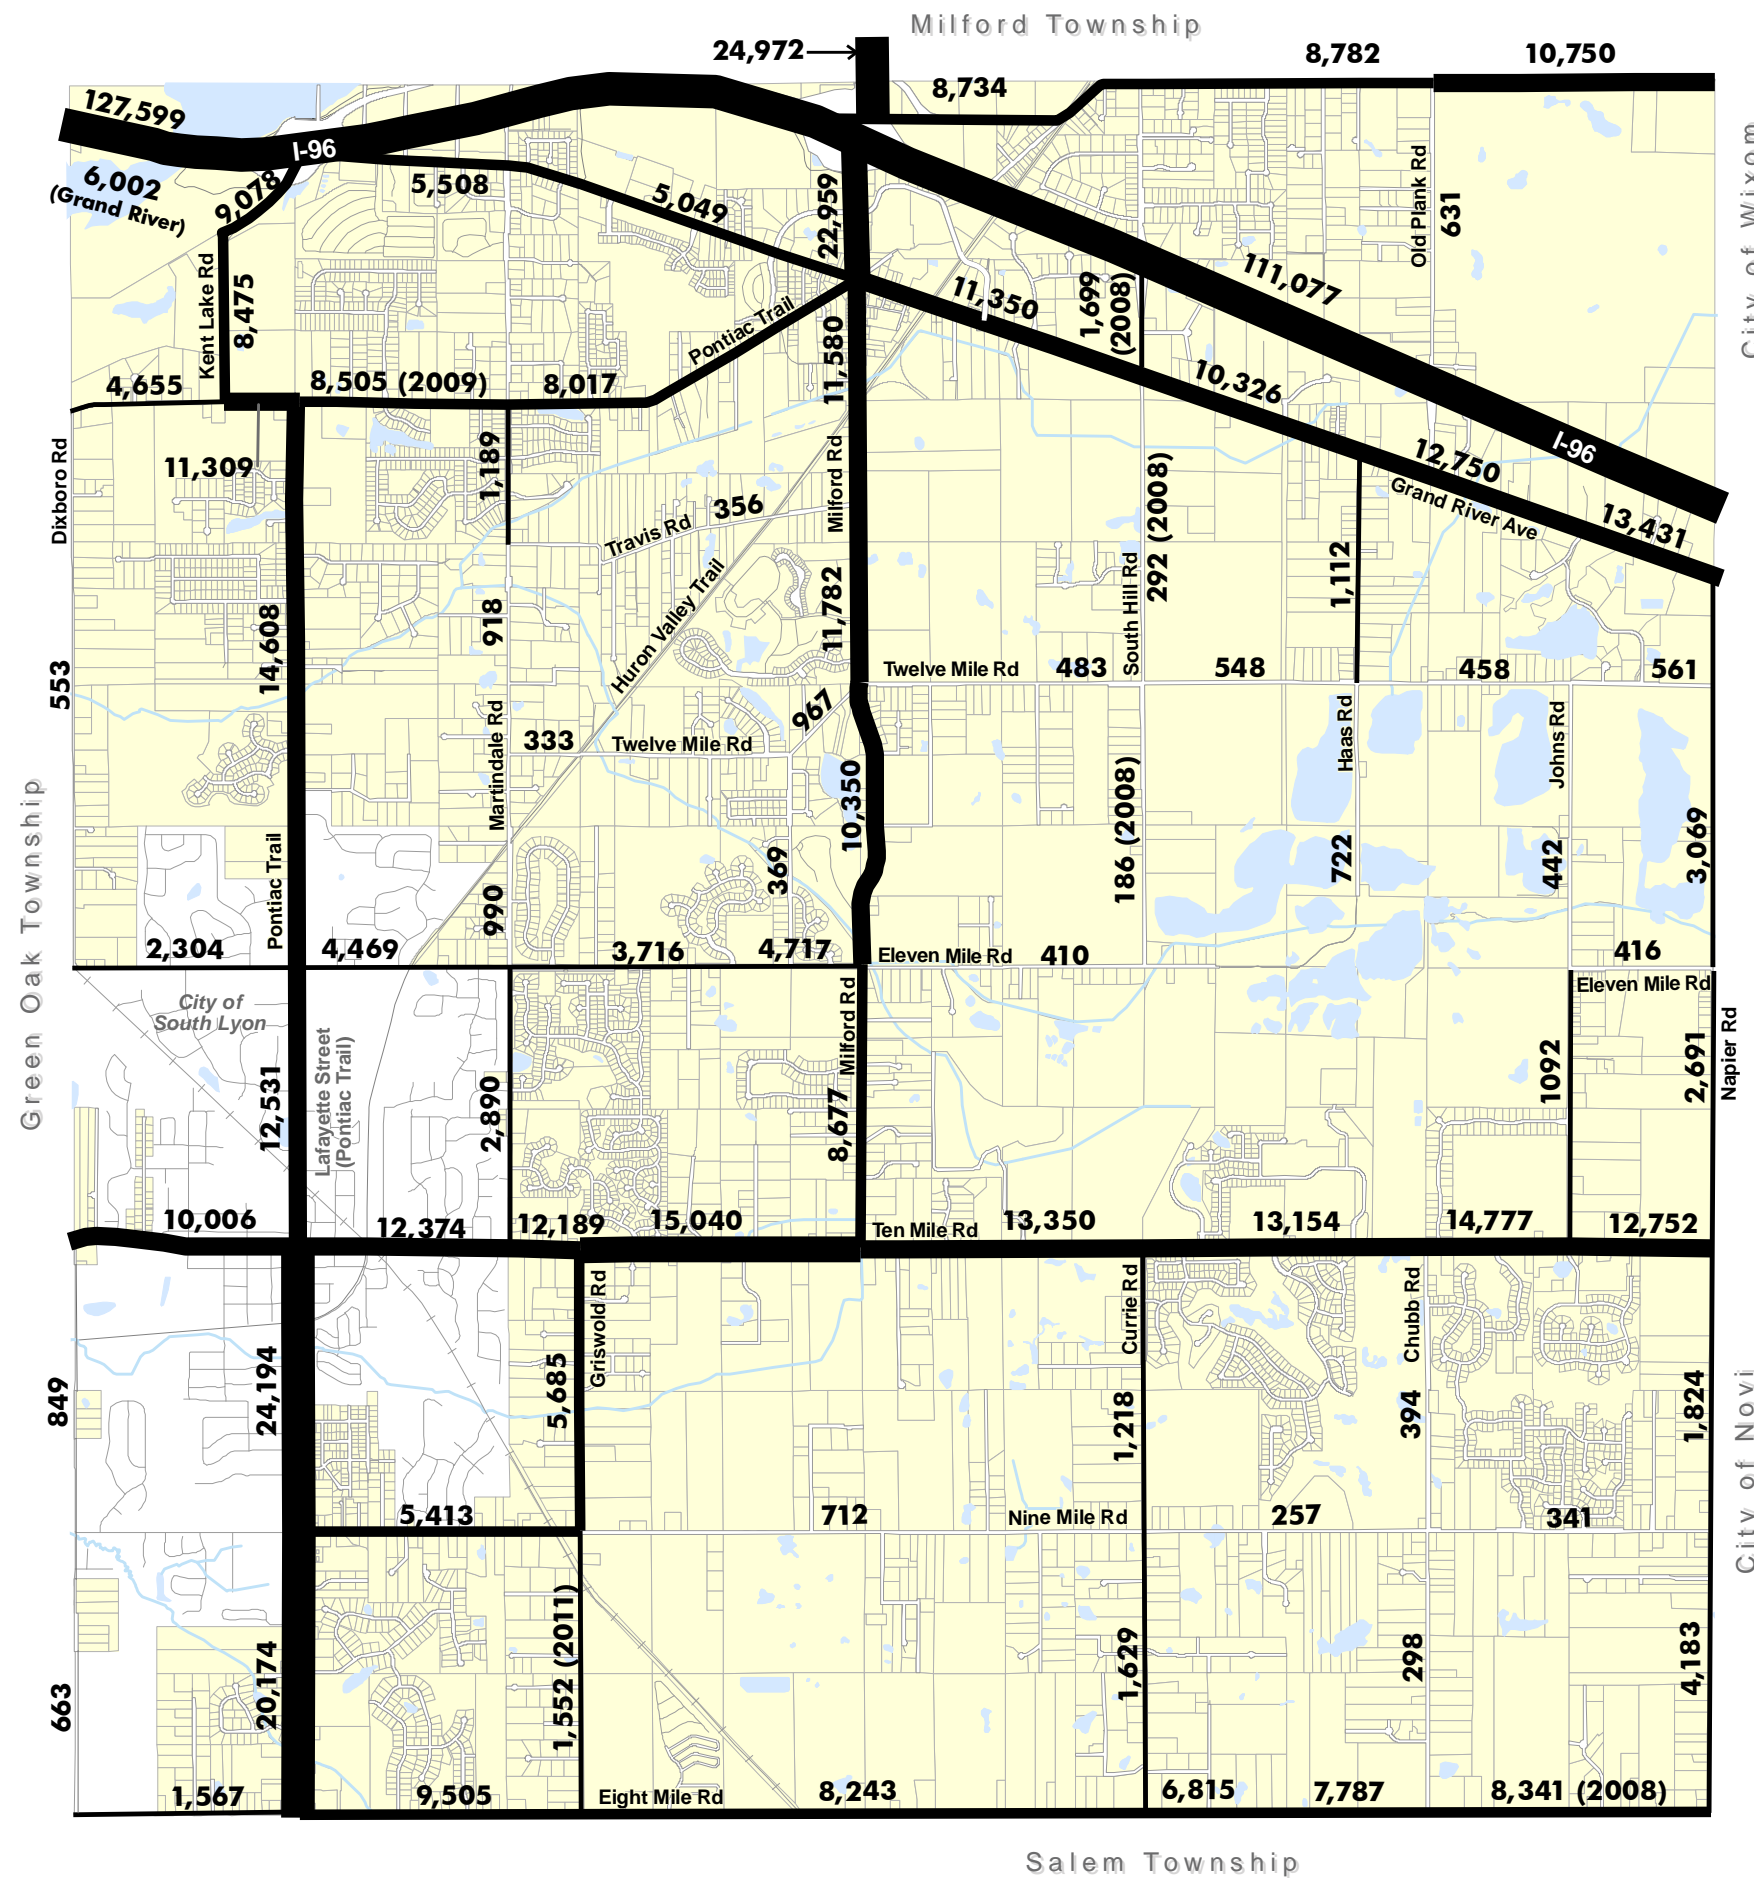 Milford Township
24,972
8,734
8,782
10,750
127,599
I-96
6,002
(Grand River)
9,078
5,508
5,049
22,959
Old Plank Rd
631
City of Wixom
Kent Lake Rd
8,475
Pontiac Trail
11,580
11,350
1,699
(2008)
111,077
4,655
8,505 (2009)
8,017
10,326
Dixboro Rd
11,309
1,189
Milford Rd
356
Travis Rd
292 (2008)
12,750
I-96
Grand River Ave
13,431
1,112
14,608
918
Huron Valley Trail
11,782
South Hill Rd
553
Twelve Mile Rd
483
548
458
561
967
Martindale Rd
333
Twelve Mile Rd
Haas Rd
Johns Rd
10,350
186 (2008)
Green Oak Township
Pontiac Trail
369
722
442
3,069
990
2,304
4,469
3,716
4,717
Eleven Mile Rd
410
416
Eleven Mile Rd
City of
South Lyon
Milford Rd
Napier Rd
12,531
Lafayette Street
(Pontiac Trail)
2,890
8,677
1092
2,691
10,006
12,374
12,189
15,040
Ten Mile Rd
13,350
13,154
14,777
12,752
Griswold Rd
Currie Rd
Chubb Rd
849
24,194
5,685
1,218
394
1,824
City of Novi
5,413
712
Nine Mile Rd
257
341
663
20,174
1,552 (2011)
1,629
298
4,183
1,567
9,505
Eight Mile Rd
8,243
6,815
7,787
8,341 (2008)
Salem Township